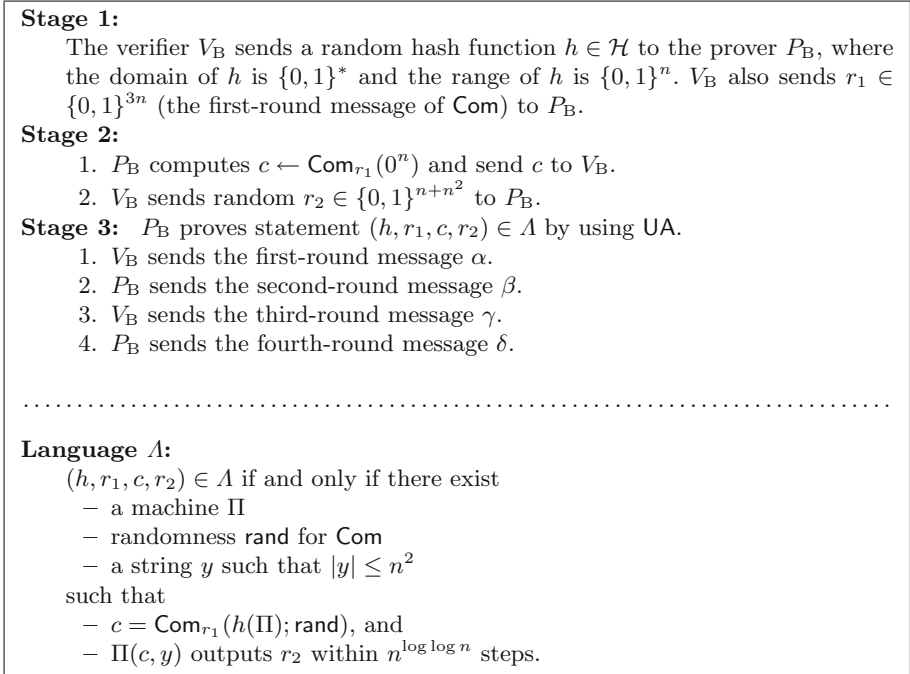 Stage 1:
The verifier V_B sends a random hash function h ∈ ℋ to the prover P_B, where
the domain of h is {0, 1}* and the range of h is {0, 1}^n. V_B also sends r_1 ∈
{0, 1}^{3n} (the first-round message of Com) to P_B.
Stage 2:
1. P_B computes c ← Com_{r_1}(0^n) and send c to V_B.
2. V_B sends random r_2 ∈ {0, 1}^{n+n^2} to P_B.
Stage 3: P_B proves statement (h, r_1, c, r_2) ∈ Λ by using UA.
1. V_B sends the first-round message α.
2. P_B sends the second-round message β.
3. V_B sends the third-round message γ.
4. P_B sends the fourth-round message δ.
Language Λ:
(h, r_1, c, r_2) ∈ Λ if and only if there exist
– a machine Π
– randomness rand for Com
– a string y such that |y| ≤ n^2
such that
– c = Com_{r_1}(h(Π); rand), and
– Π(c, y) outputs r_2 within n^{log log n} steps.